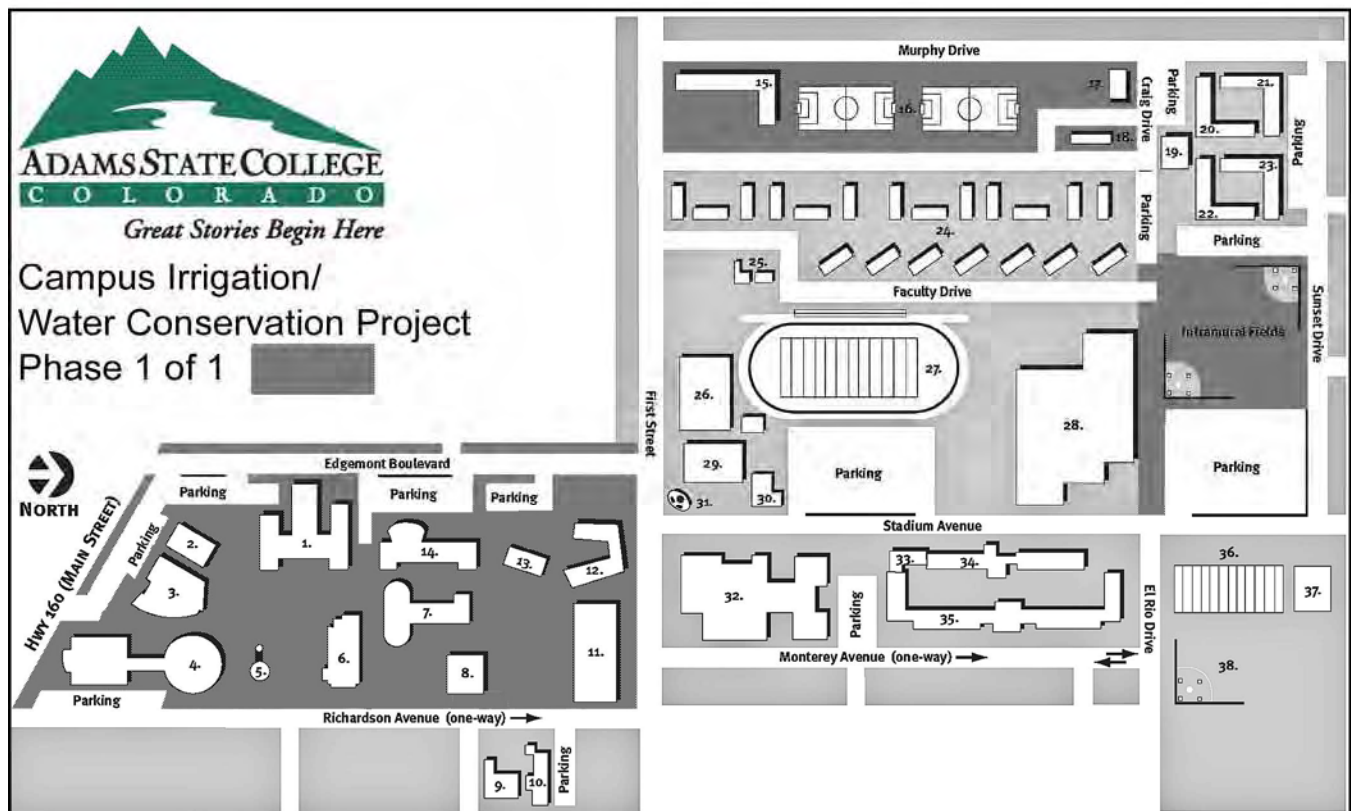 ADAMS STATE COLLEGE
COLORADO
Great Stories Begin Here
Campus Irrigation/
Water Conservation Project
Phase 1 of 1
NORTH
HWY 160 (MAIN STREET)
Edgemont Boulevard
Parking
Parking
Parking
Parking
1.
2.
3.
14.
13.
12.
7.
4.
5.
6.
8.
11.
Parking
Richardson Avenue (one-way)
9.
10.
Parking
First Street
Murphy Drive
15.
16.
17.
Craig Drive
Parking
18.
19.
20.
21.
Parking
22.
23.
Parking
Parking
24.
25.
Faculty Drive
Intramural Fields
Sunset Drive
26.
27.
28.
29.
30.
31.
Parking
Parking
Stadium Avenue
32.
33.
34.
35.
Parking
El Rio Drive
36.
37.
38.
Monterey Avenue (one-way)